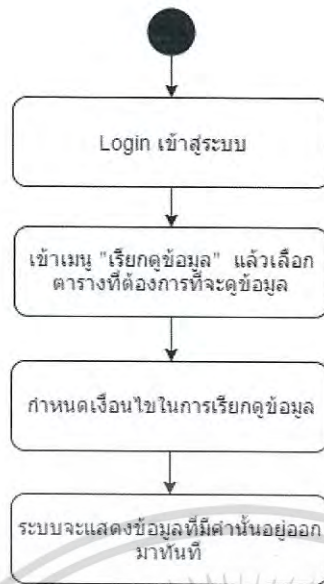 Login เข้าสู่ระบบ
เข้าเมนู "เรียกดูข้อมูล" แล้วเลือก
ตารางที่ต้องการที่จะดูข้อมูล
กำหนดเงื่อนไขในการเรียกดูข้อมูล
ระบบจะแสดงข้อมูลที่มีค่านั้นอยู่ออก
มาทันที